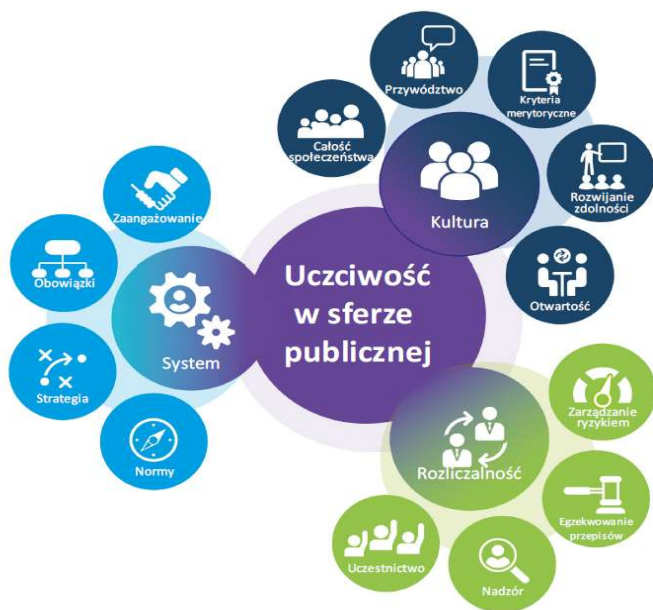 Przywództwo
Kryteria
merytoryczne
Całość
społeczeństwa
Rozwijanie
zdolności
Kultura
Otwartość
Zaangażowanie
Obowiązki
System
Strategia
Normy
Uczciwość
w sferze
publicznej
Zarządzanie
ryzykiem
Rozliczalność
Egzekwowanie
przepisów
Uczestnictwo
Nadzór